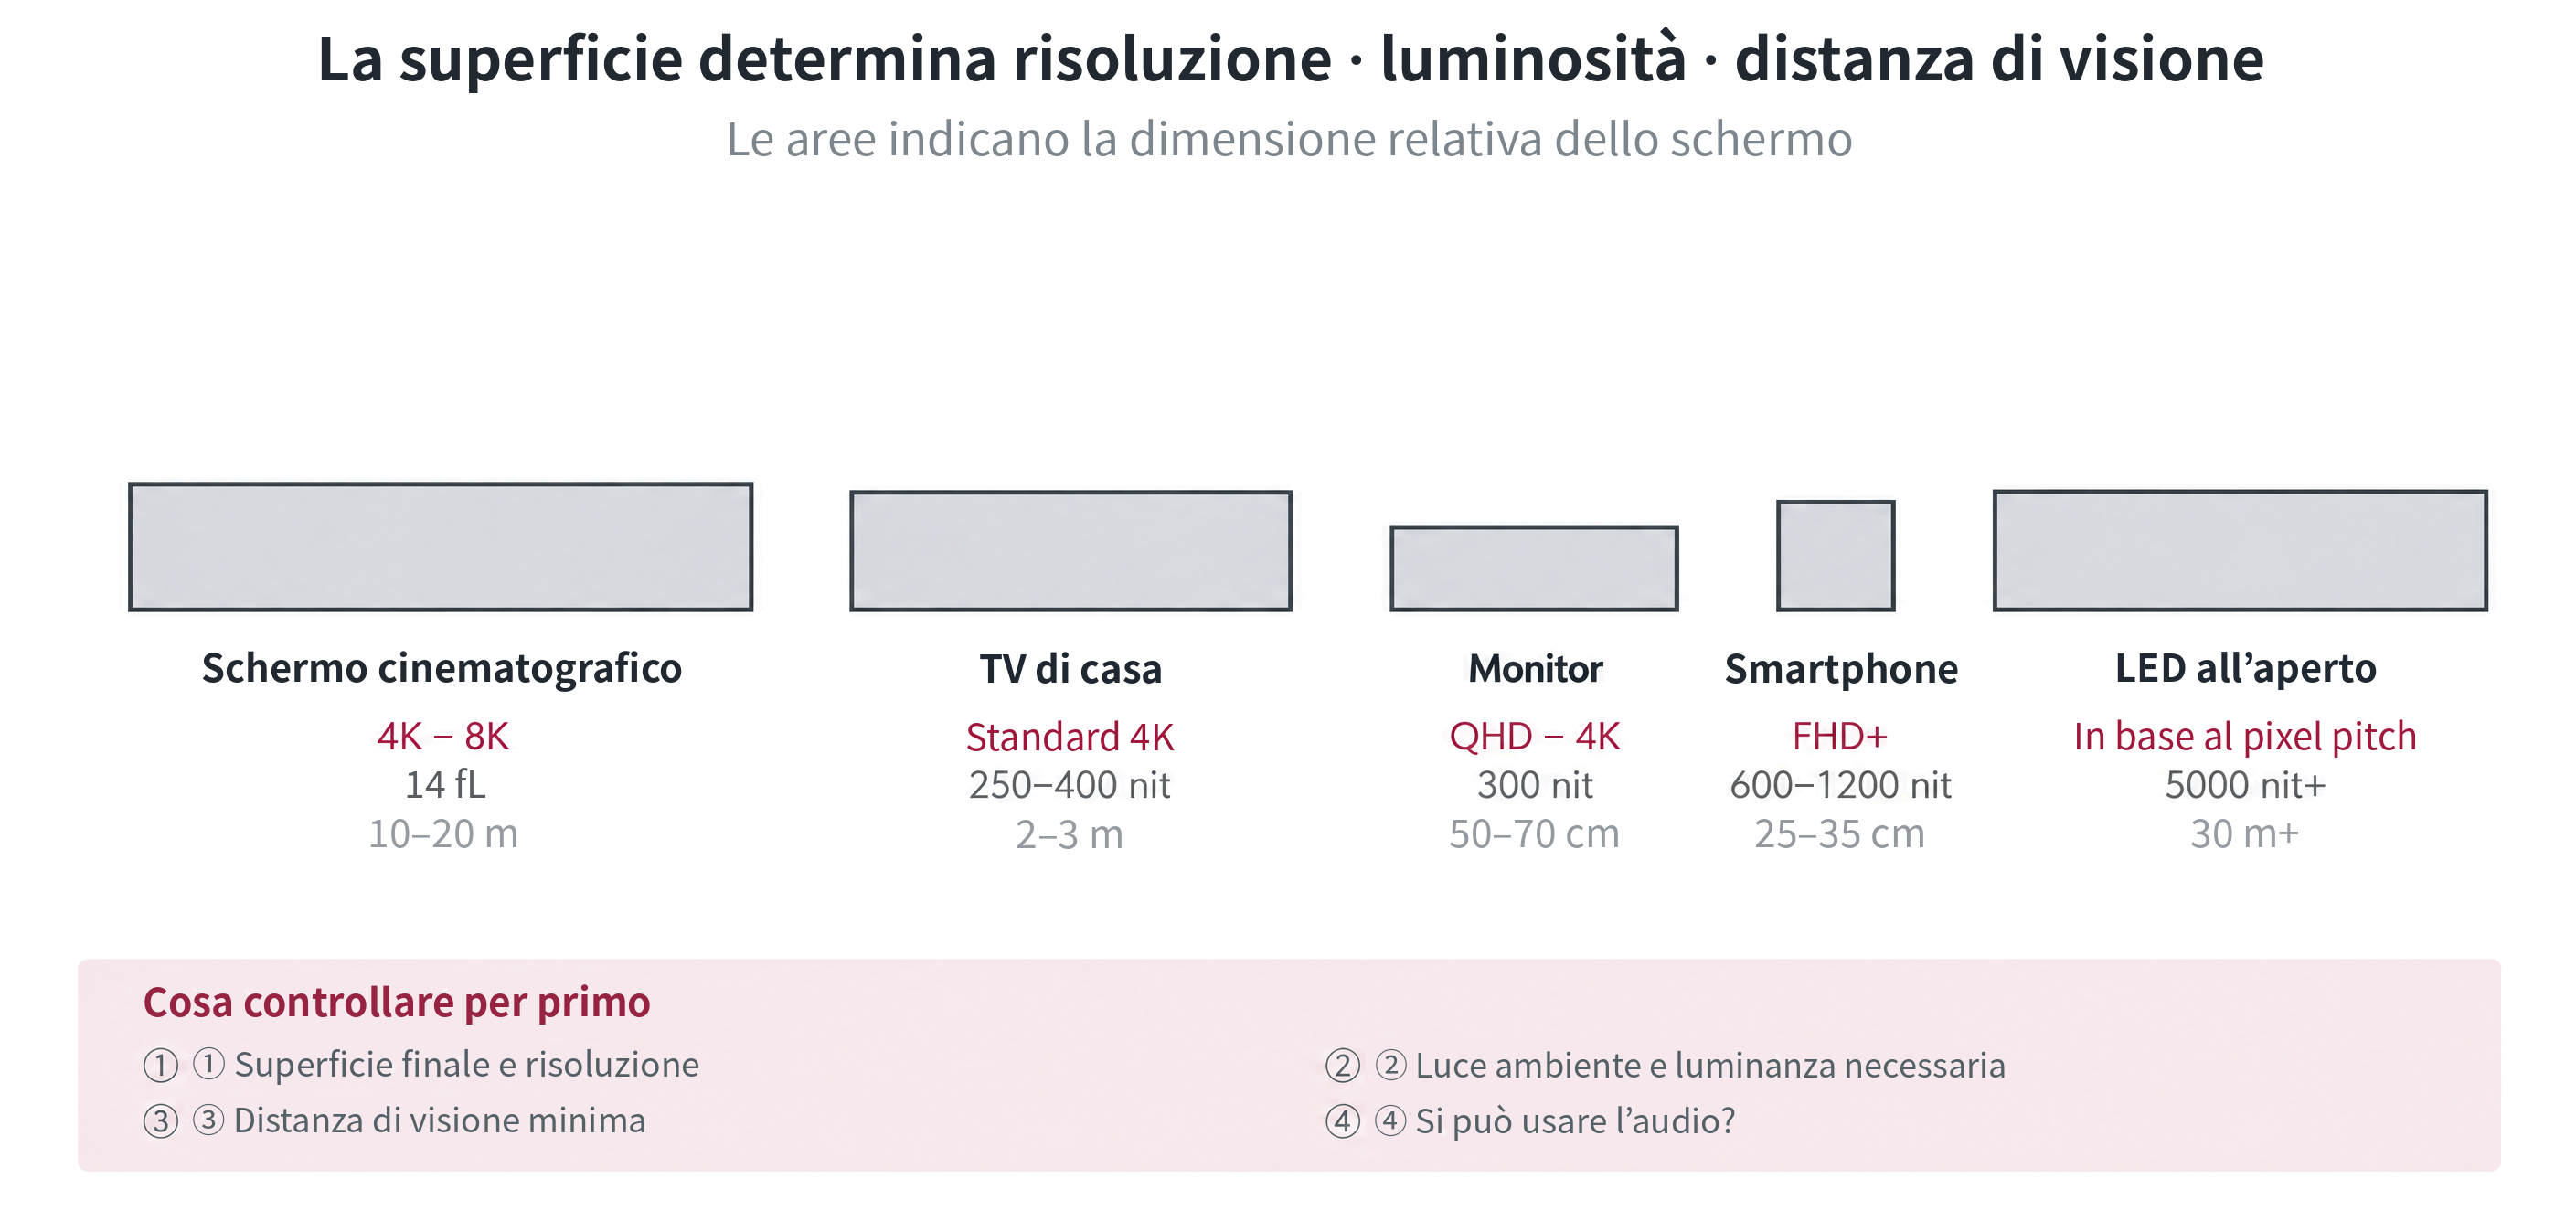 La superficie determina risoluzione · luminosità · distanza di visione
Le aree indicano la dimensione relativa dello schermo
Schermo cinematografico
4K – 8K
14 fL
10–20 m
TV di casa
Standard 4K
250–400 nit
2–3 m
Monitor
QHD – 4K
300 nit
50–70 cm
Smartphone
FHD+
600–1200 nit
25–35 cm
LED all’aperto
In base al pixel pitch
5000 nit+
30 m+
Cosa controllare per primo
① ① Superficie finale e risoluzione
② ② Luce ambiente e luminanza necessaria
③ ③ Distanza di visione minima
④ ④ Si può usare l’audio?